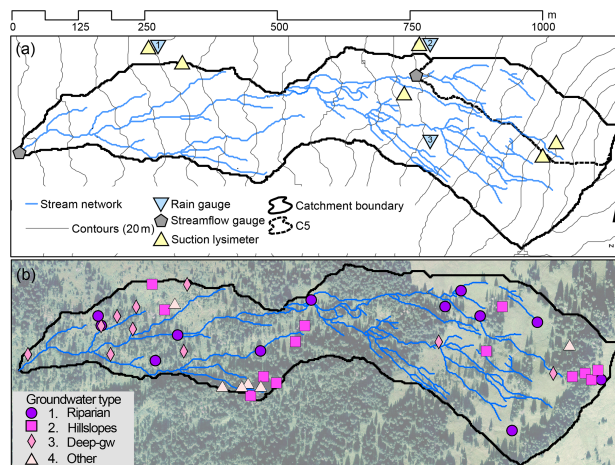 0 125 250 500 750 1000 m
(a)
1
2
3
Stream network
Contours (20 m)
Rain gauge
Streamflow gauge
Suction lysimeter
Catchment boundary
C5
(b)
Groundwater type
1. Riparian
2. Hillslopes
3. Deep-gw
4. Other